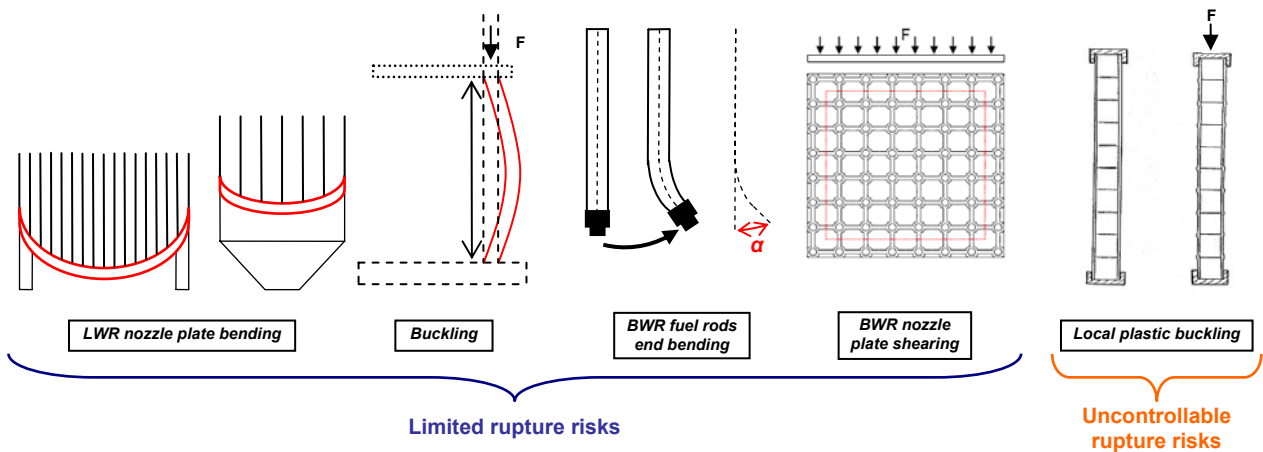 F
F
F
α
LWR nozzle plate bending
Buckling
BWR fuel rods
end bending
BWR nozzle
plate shearing
Local plastic buckling
Limited rupture risks
Uncontrollable
rupture risks